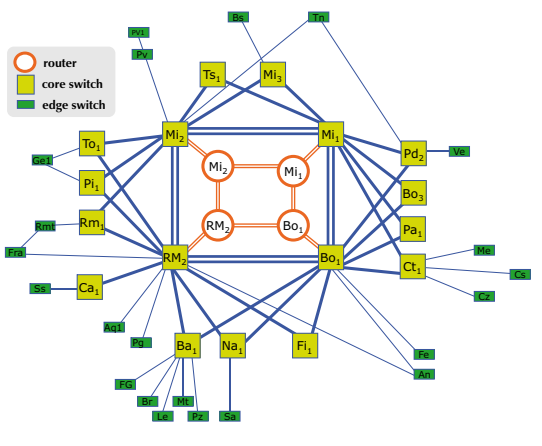 Bs
Tn
PV1
Pv
router
core switch
edge switch
Ts1
Mi3
Mi2
Mi1
To1
Pd2
Ve
Ge1
Mi2
Mi1
Pi1
Bo3
Rm1
Rmt
RM2
Bo1
Pa1
Fra
RM2
Bo1
Ct1
Me
Cs
Ss
Ca1
Cz
Aq1
Pg
Ba1
Na1
Fi1
Fe
An
FG
Br
Mt
Le
Pz
Sa